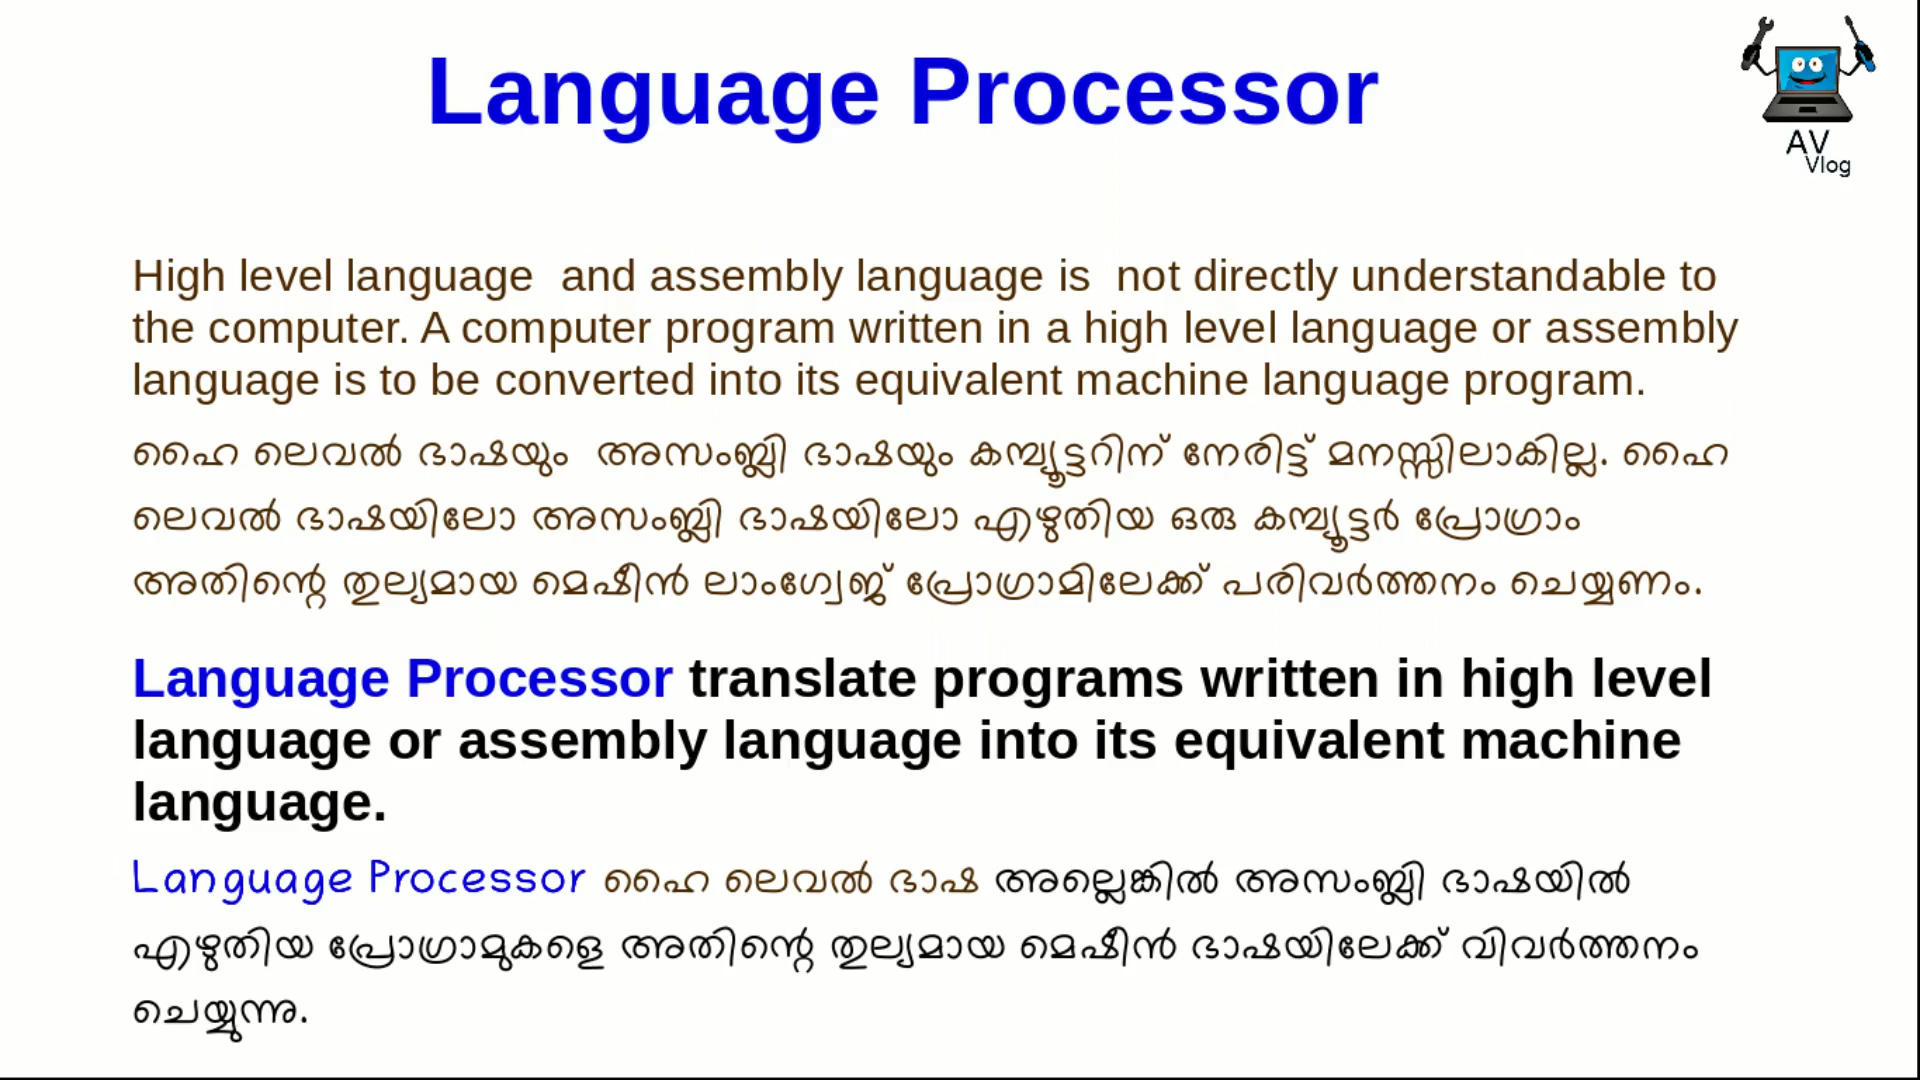 Language Processor
AV
Vlog
High level language  and assembly language is  not directly understandable to
the computer. A computer program written in a high level language or assembly
language is to be converted into its equivalent machine language program.
ഹൈ ലെവൽ ഭാഷയും  അസംബ്ലി ഭാഷയും കമ്പ്യൂട്ടറിന് നേരിട്ട് മനസ്സിലാകില്ല. ഹൈ
ലെവൽ ഭാഷയിലോ അസംബ്ലി ഭാഷയിലോ എഴുതിയ ഒരു കമ്പ്യൂട്ടർ പ്രോഗ്രാം
അതിന്റെ തുല്യമായ മെഷീൻ ലാംഗ്വേജ് പ്രോഗ്രാമിലേക്ക് പരിവർത്തനം ചെയ്യണം.
Language Processor translate programs written in high level
language or assembly language into its equivalent machine
language.
Language Processor ഹൈ ലെവൽ ഭാഷ അല്ലെങ്കിൽ അസംബ്ലി ഭാഷയിൽ
എഴുതിയ പ്രോഗ്രാമുകളെ അതിന്റെ തുല്യമായ മെഷീൻ ഭാഷയിലേക്ക് വിവർത്തനം
ചെയ്യുന്നു.